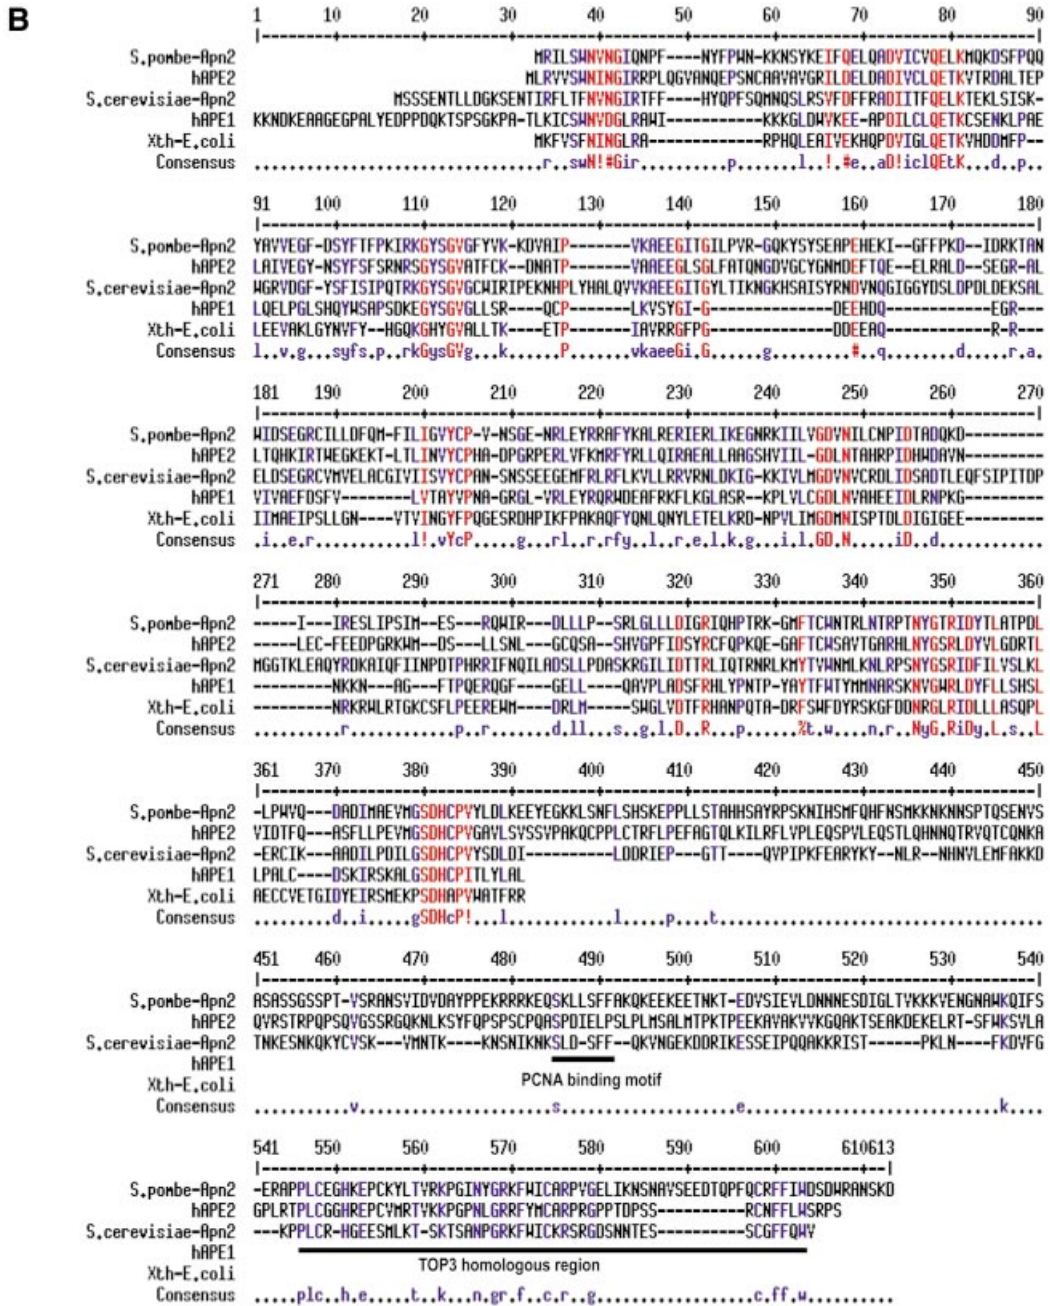 B
1 10 20 30 40 50 60 70 80 90
|--------+---------+---------+---------+---------+---------+---------+---------+---------|
S.pombe-Apn2 MRILSWNVNGIQNPF----NYFPWN-KKNSYKEIFQELQADVICVQELKMQKDSFPQQ
hAPE2 MLRVVSWNINGIRRPLQGVANQEPSNCAAVAVGRILDELDADIVCLQETKVTRDALTEP
S.cerevisiae-Apn2 MSSSENTLLDGKSENTIRFLTFNVNGIRTFF----HYQPFSQMNQSLRSVFDFFRADIITFQELKTEKLSISK-
hAPE1 KKNDKEAAGEGPALYEDPPDQKTSPSGKPA-TLKICSWNVDGLRAWI-----------KKKGLDWVKEE-APDILCLQETKCSENKLPAE
Xth-E.coli MKFVSFNINGLRA----------------RPHQLEAIVEKHQPDVIGLQETKVHDDMFP--
Consensus ................................r..swN!#Gir..........p.......l..!.#e..aD!iclQEtK...d..p..
91 100 110 120 130 140 150 160 170 180
|--------+---------+---------+---------+---------+---------+---------+---------+---------|
S.pombe-Apn2 YAVVEGF-DSYFTFPKIRKGYSGVGFYVK-KDVAIP-------VKAEEGITGILPVR-GQKYSYSEAPEHEKI--GFFPKD--IDRKTAN
hAPE2 LAIVEGY-NSYFSFSRNRSGYSGVATFCK--DNATP-------VAAEEGLSGLFATQNGDVGCYGNMDEFTQE--ELRALD--SEGR-AL
S.cerevisiae-Apn2 WGRVDGF-YSFISIPQTRKGYSGVGCWIRIPEKNHPLYHALQVVKAEEGITGYLTIKNGKHSAISYRNDVNQGIGGYDSLDPDLDEKSAL
hAPE1 LQELPGLSHQYWSAPSDKEGYSGVGLLSR---QCP-------LKVSYGI-G--------------DEEHDQ------------EGR---
Xth-E.coli LEEVAKLGYNVFY--HGQKGHYGVALLTK---ETP-------IAVRRGFPG--------------DDEEAQ------------R-R---
Consensus l..v.g...syfs.p..rkGysGVg...k......P.......vkaeeGi.G......g.........#..q........d.....r.a.
181 190 200 210 220 230 240 250 260 270
|--------+---------+---------+---------+---------+---------+---------+---------+---------|
S.pombe-Apn2 WIDSEGRCILLDFQM-FILIGVYCP-V-NSGE-NRLEYRRAFYKALRERIERLIKEGNRKIILVGDVNILCNPIDTADQKD---------
hAPE2 LTQHKIRTWEGKEKT-LTLINVYCPHA-DPGRPERLVFKMRFYRLLQIRAEALLAAGSHVIIL-GDLNTAHRPIDHWDAVN---------
S.cerevisiae-Apn2 ELDSEGRCVMVELACGIVIISVYCPAN-SNSSEEGEMFRLRFLKVLLRRVRNLDKIG-KKIVLMGDVNVCRDLIDSADTLEQFSIPITDP
hAPE1 VIVAEFDSFV--------LVTAYVPNA-GRGL-VRLEYRQRWDEAFRKFLKGLASR--KPLVLCGDLNVAHEEIDLRNPKG---------
Xth-E.coli IIMAEIPSLLGN----VTVINGYFPQGESRDHPIKFPAKAQFYQNLQNYLETELKRD-NPVLIMGDMNISPTDLDIGIGEE---------
Consensus .i..e.r...........l!.vYcP.....g...rl..r.rfy..l..r.e.l.k.g...i.l.GD.N.....iD..d............
271 280 290 300 310 320 330 340 350 360
|--------+---------+---------+---------+---------+---------+---------+---------+---------|
S.pombe-Apn2 -----I---IRESLIPSIM--ES---RQWIR---DLLLP--SRLGLLLDIGRIQHPTRK-GMFTCWNTRLNTRPTNYGTRIDYTLATPDL
hAPE2 -----LEC-FEEDPGRKWM--DS---LLSNL---GCQSA--SHVGPFIDSYRCFQPKQE-GAFTCWSAVTGARHLNYGSRLDYVLGDRTL
S.cerevisiae-Apn2 MGGTKLEAQYRDKAIQFIINPDTPHRRIFNQILADSLLPDASKRGILIDTTRLIQTRNRLKMYTVWNMLKNLRPSNYGSRIDFILVSLKL
hAPE1 ----------NKKN---AG---FTPQERQGF----GELL----QAVPLADSFRHLYPNTP-YAYTFWTYMMNARSKNVGWRLDYFLLSHSL
Xth-E.coli ----------NRKRWLRTGKCSFLPEEREWM----DRLM----SWGLVDTFRHANPQTA-DRFSWFDYRSKGFDDNRGLRIDLLLASQPL
Consensus ..........r............p..r.......d.ll...s..g.l.D..R...p......%t.w....n.r..NyG.RiDy.L.s..L
361 370 380 390 400 410 420 430 440 450
|--------+---------+---------+---------+---------+---------+---------+---------+---------|
S.pombe-Apn2 -LPWVQ---DADIMAEVMGSDHCPVYLDLKEEYEGKKLSNFLSHSKEPPLLSTAHHSAYRPSKNIHSMFQHFNSMKKNKNNSPTQSENVS
hAPE2 VIDTFQ---ASFLLPEVMGSDHCPVGAVLSVSSVPAKQCPPLCTRFLPEFAGTQLKILRFLVPLEQSPVLEQSTLQHNNQTRVQTCQNKA
S.cerevisiae-Apn2 -ERCIK---AADILPDILGSDHCPVYSDLDI----------LDDRIEP---GTT----QVPIPKFEARYKY--NLR--NHNVLEMFAKKD
hAPE1 LPALC---DSKIRSKALGSDHCPITLYLAL
Xth-E.coli AECCVETGIDYEIRSMEKPSDHAPVWATFRR
Consensus .........d..i.....gSDHcP!...l............l.....p....t.....................................
451 460 470 480 490 500 510 520 530 540
|--------+---------+---------+---------+---------+---------+---------+---------+---------|
S.pombe-Apn2 ASASSGSSPT-VSRANSVIDVDAYPPEKRRRKEQSKLLSFFAKQKEEKEETNKT-EDVSIEVLDNNNESDIGLTVKKKVENGNAWKQIFS
hAPE2 QVRSTRPQPSQVGSSRGQKNLKSYFQPSPSCPQASPDIELPSLPLMSALMTPKTPEEKAVAKVVKGQAKTSEAKDEKELRT-SFWKSVLA
S.cerevisiae-Apn2 TNKESNKQKYCVSK---VMNTK----KNSNIKNKSLD-SFF--QKVNGEKDDRIKESSEIPQQAKKRIST-----PKLN----FKDVFG
hAPE1
PCNA binding motif
Xth-E.coli
Consensus ...........v......................s....................e.............................k....
541 550 560 570 580 590 600 610613
|--------+---------+---------+---------+---------+---------+---------+--|
S.pombe-Apn2 -ERAPPLCEGHKEPCKYLTVRKPGINYGRKFWICARPVGELIKNSNAVSEEDTQPFQCRFFIWDSDWRANSKD
hAPE2 GPLRTPLCGGHREPCVMRTVKKPGPNLGRRFYMCARPRGPPTDPSS----------RCNFFLWSRPS
S.cerevisiae-Apn2 ---KPPLCR-HGEESMLKT-SKTSANPGRKFWICKRSRGDSNNTES----------SCGFFQWV
hAPE1
TOP3 homologous region
Xth-E.coli
Consensus .....plc..h.e.....t..k...n.gr.f..c.r..g..................c.ff.w..........